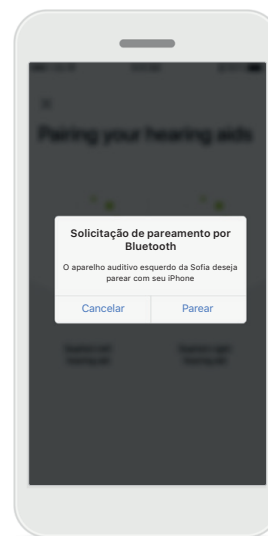 Pairing your hearing aids
Solicitação de pareamento por
Bluetooth
O aparelho auditivo esquerdo da Sofia deseja
parear com seu iPhone
Cancelar
Parear